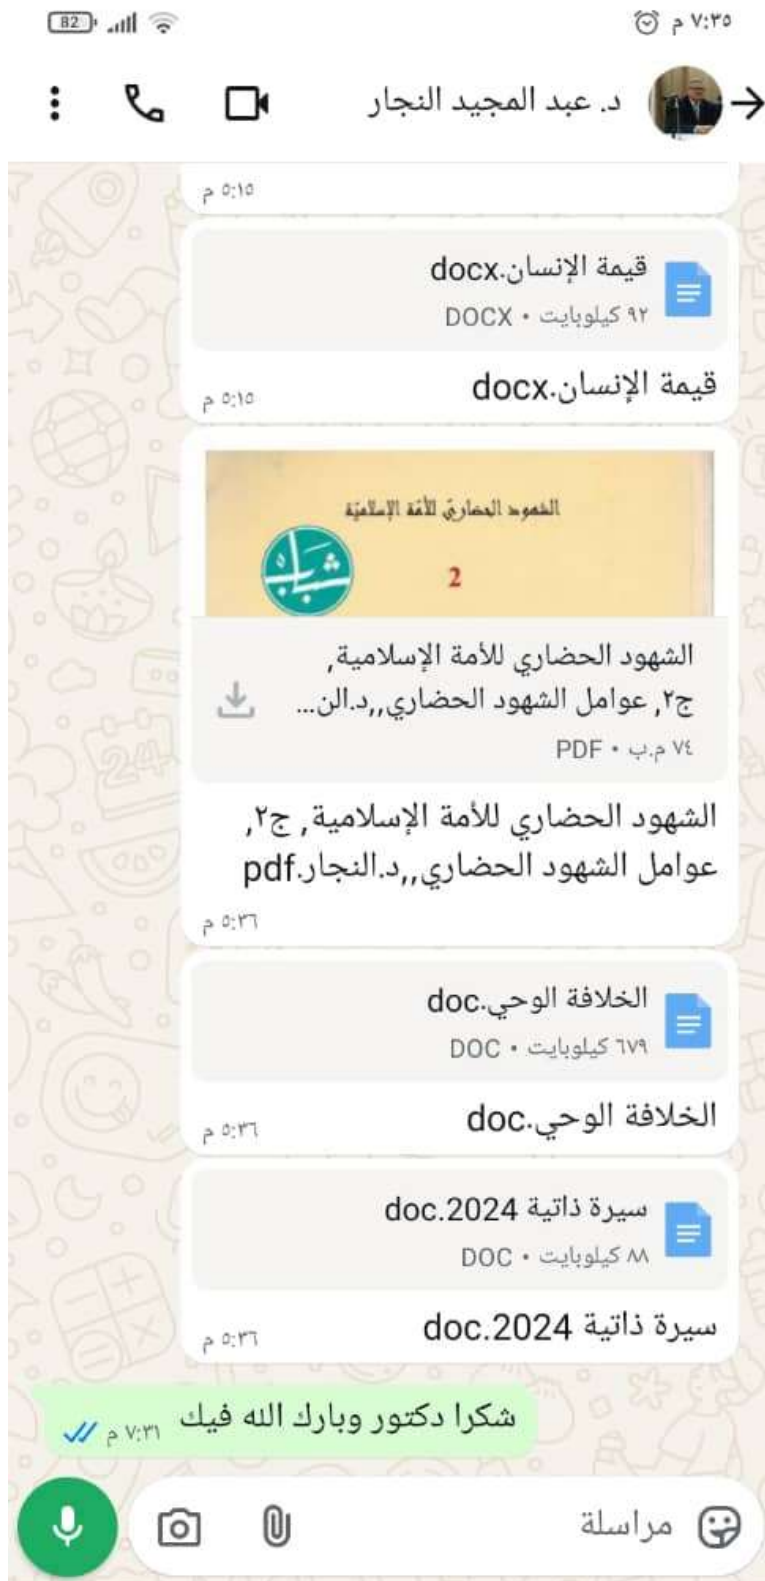 82
٧:٣٥ م
د. عبد المجيد النجار
٥:١٥ م
قيمة الإنسان.docx
٩٢ كيلوبايت • DOCX
قيمة الإنسان.docx
٥:١٥ م
الشهود الحضاري للأمة الإسلامية
شباب
2
الشهود الحضاري للأمة الإسلامية,
ج٢, عوامل الشهود الحضاري,,د.الن...
٧٤ م.ب • PDF
الشهود الحضاري للأمة الإسلامية, ج٢,
عوامل الشهود الحضاري,,د.النجار.pdf
٥:٣٦ م
الخلافة الوحي.doc
٦٧٩ كيلوبايت • DOC
الخلافة الوحي.doc
٥:٣٦ م
سيرة ذاتية 2024.doc
٨٨ كيلوبايت • DOC
سيرة ذاتية 2024.doc
٥:٣٦ م
شكرا دكتور وبارك الله فيك
٧:٣١ م
مراسلة